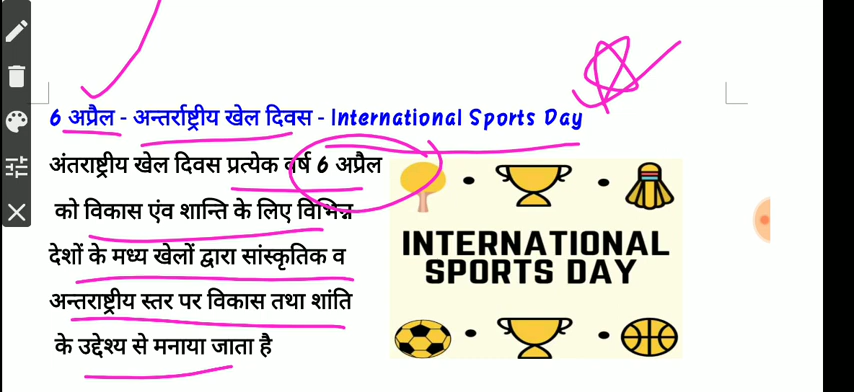 6 अप्रैल - अन्तर्राष्ट्रीय खेल दिवस - International Sports Day
अंतराष्ट्रीय खेल दिवस प्रत्येक वर्ष 6 अप्रैल
को विकास एंव शान्ति के लिए विभिन्न
देशों के मध्य खेलों द्वारा सांस्कृतिक व
अन्तराष्ट्रीय स्तर पर विकास तथा शांति
के उद्देश्य से मनाया जाता है
INTERNATIONAL
SPORTS DAY